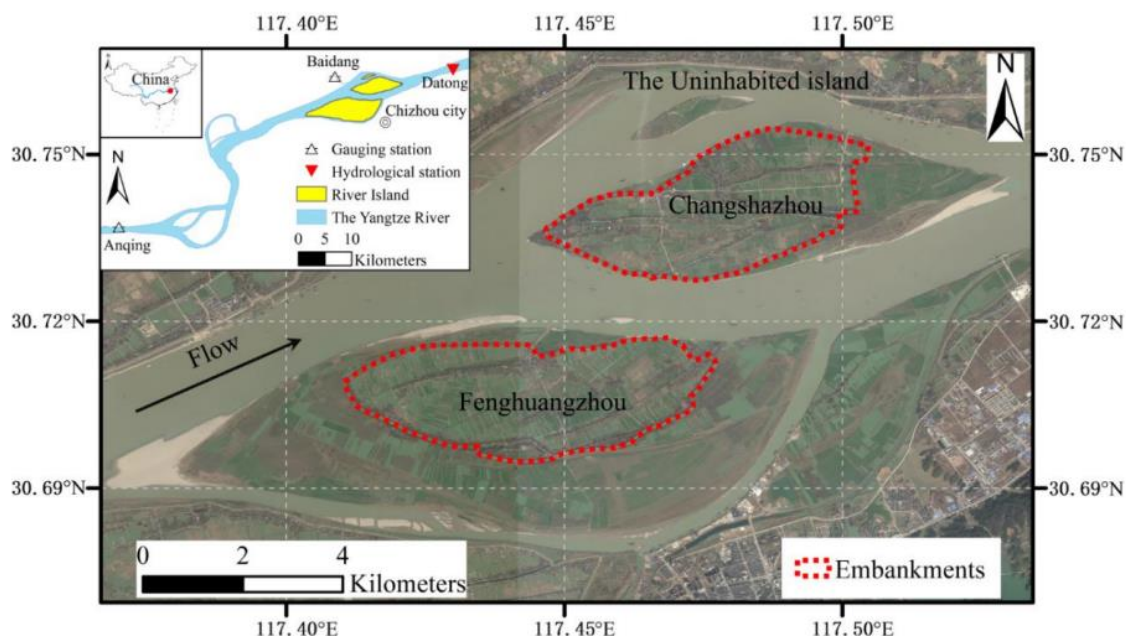 117.40°E 117.45°E 117.50°E
China
Baidang
Datong
Chizhou city
N
Gauging station
Hydrological station
River Island
The Yangtze River
Anqing
0 5 10
Kilometers
The Uninhabited island
N
30.75°N 30.75°N
Changshazhou
30.72°N 30.72°N
Flow
Fenghuangzhou
30.69°N 30.69°N
0 2 4
Kilometers
Embankments
117.40°E 117.45°E 117.50°E